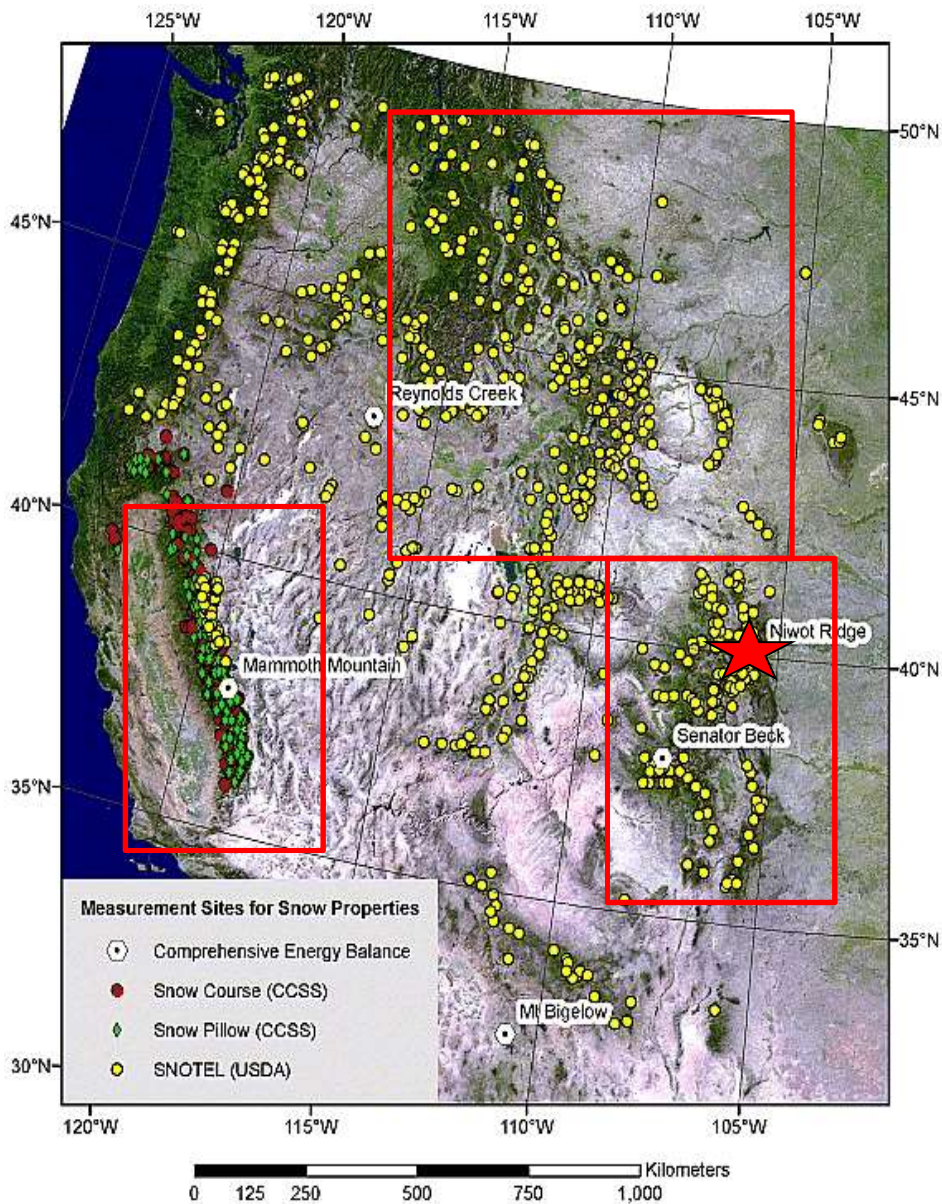 125°W 120°W 115°W 110°W 105°W
50°N
45°N
Reynolds Creek
45°N
40°N
Niwot Ridge
Mammoth Mountain
40°N
Senator Beck
35°N
Measurement Sites for Snow Properties
35°N
Comprehensive Energy Balance
Snow Course (CCSS)
Mt Bigelow
Snow Pillow (CCSS)
30°N
SNOTEL (USDA)
120°W 115°W 110°W 105°W
Kilometers
0 125 250 500 750 1,000